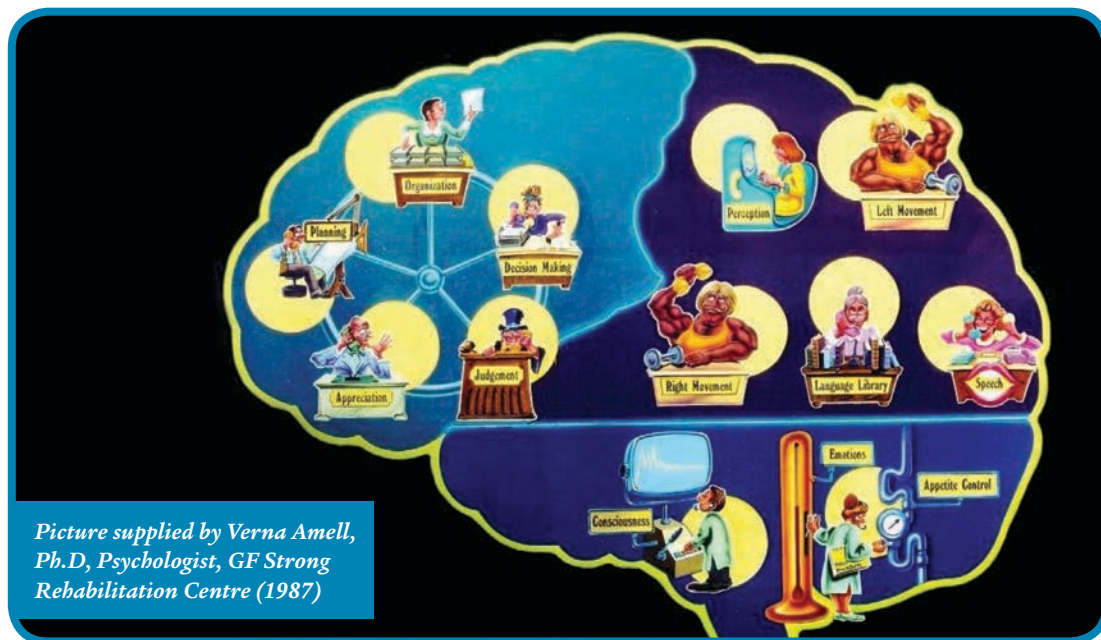 Organization
Planning
Decision Making
Appreciation
Judgement
Perception
Left Movement
Right Movement
Language Library
Speech
Consciousness
Emotions
Appetite Control
Picture supplied by Verna Amell,
Ph.D, Psychologist, GF Strong
Rehabilitation Centre (1987)